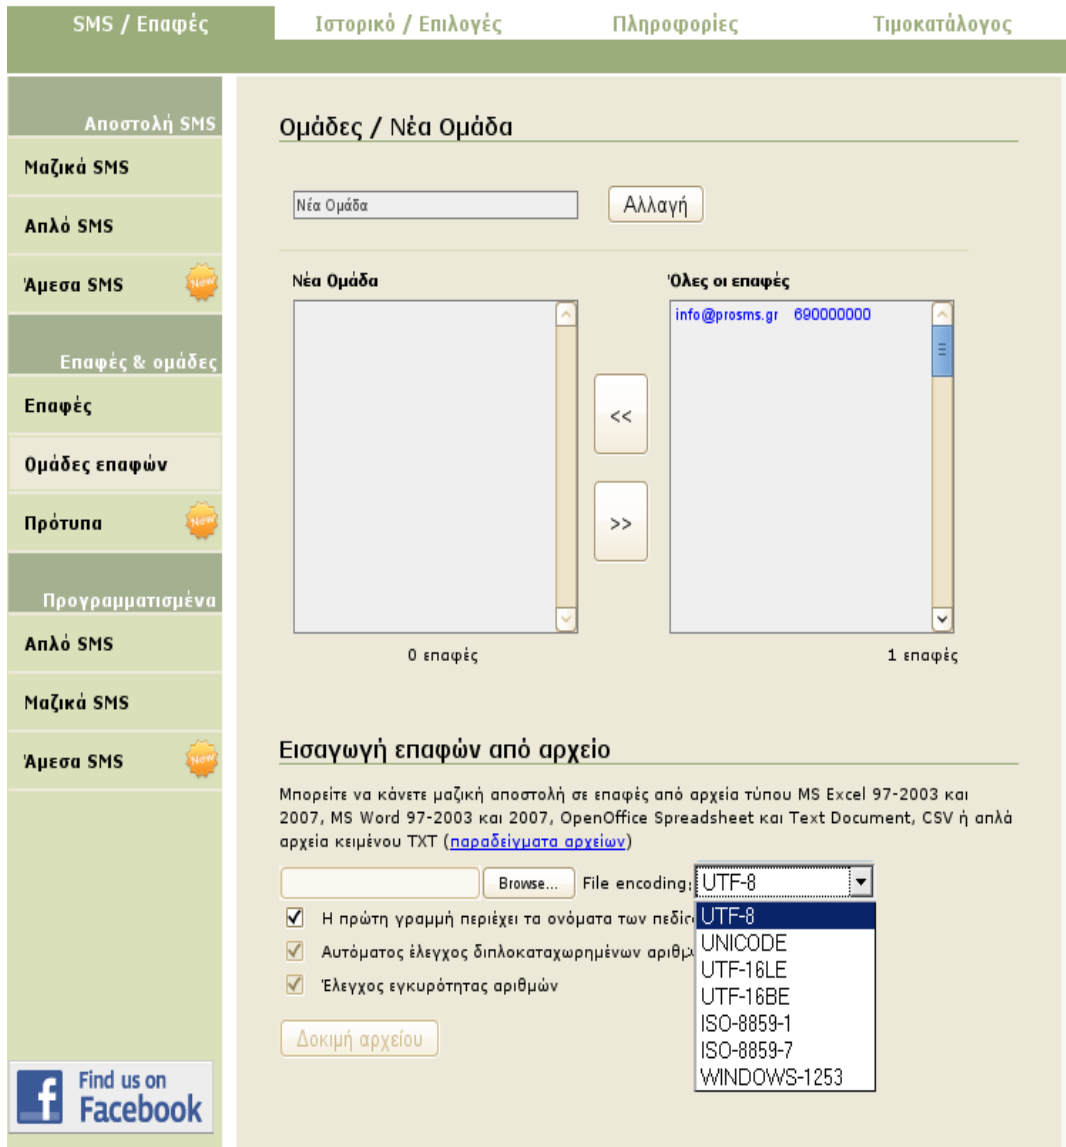 SMS / Επαφές Ιστορικό / Επιλογές Πληροφορίες Τιμοκατάλογος
Αποστολή SMS
Μαζικά SMS
Απλό SMS
Άμεσα SMS New
Επαφές & ομάδες
Επαφές
Ομάδες επαφών
Πρότυπα New
Προγραμματισμένα
Απλό SMS
Μαζικά SMS
Άμεσα SMS New
Find us on
Facebook
Ομάδες / Νέα Ομάδα
Νέα Ομάδα Αλλαγή
Νέα Ομάδα Όλες οι επαφές
info@prosms.gr 690000000
<<
>>
0 επαφές 1 επαφές
Εισαγωγή επαφών από αρχείο
Μπορείτε να κάνετε μαζική αποστολή σε επαφές από αρχεία τύπου MS Excel 97-2003 και
2007, MS Word 97-2003 και 2007, OpenOffice Spreadsheet και Text Document, CSV ή απλά
αρχεία κειμένου TXT (παραδείγματα αρχείων)
Browse... File encoding: UTF-8
Η πρώτη γραμμή περιέχει τα ονόματα των
Αυτόματος έλεγχος διπλοκαταχωρημένων
Έλεγχος εγκυρότητας αριθμών
Δοκιμή αρχείου
UTF-8
UNICODE
UTF-16LE
UTF-16BE
ISO-8859-1
ISO-8859-7
WINDOWS-1253